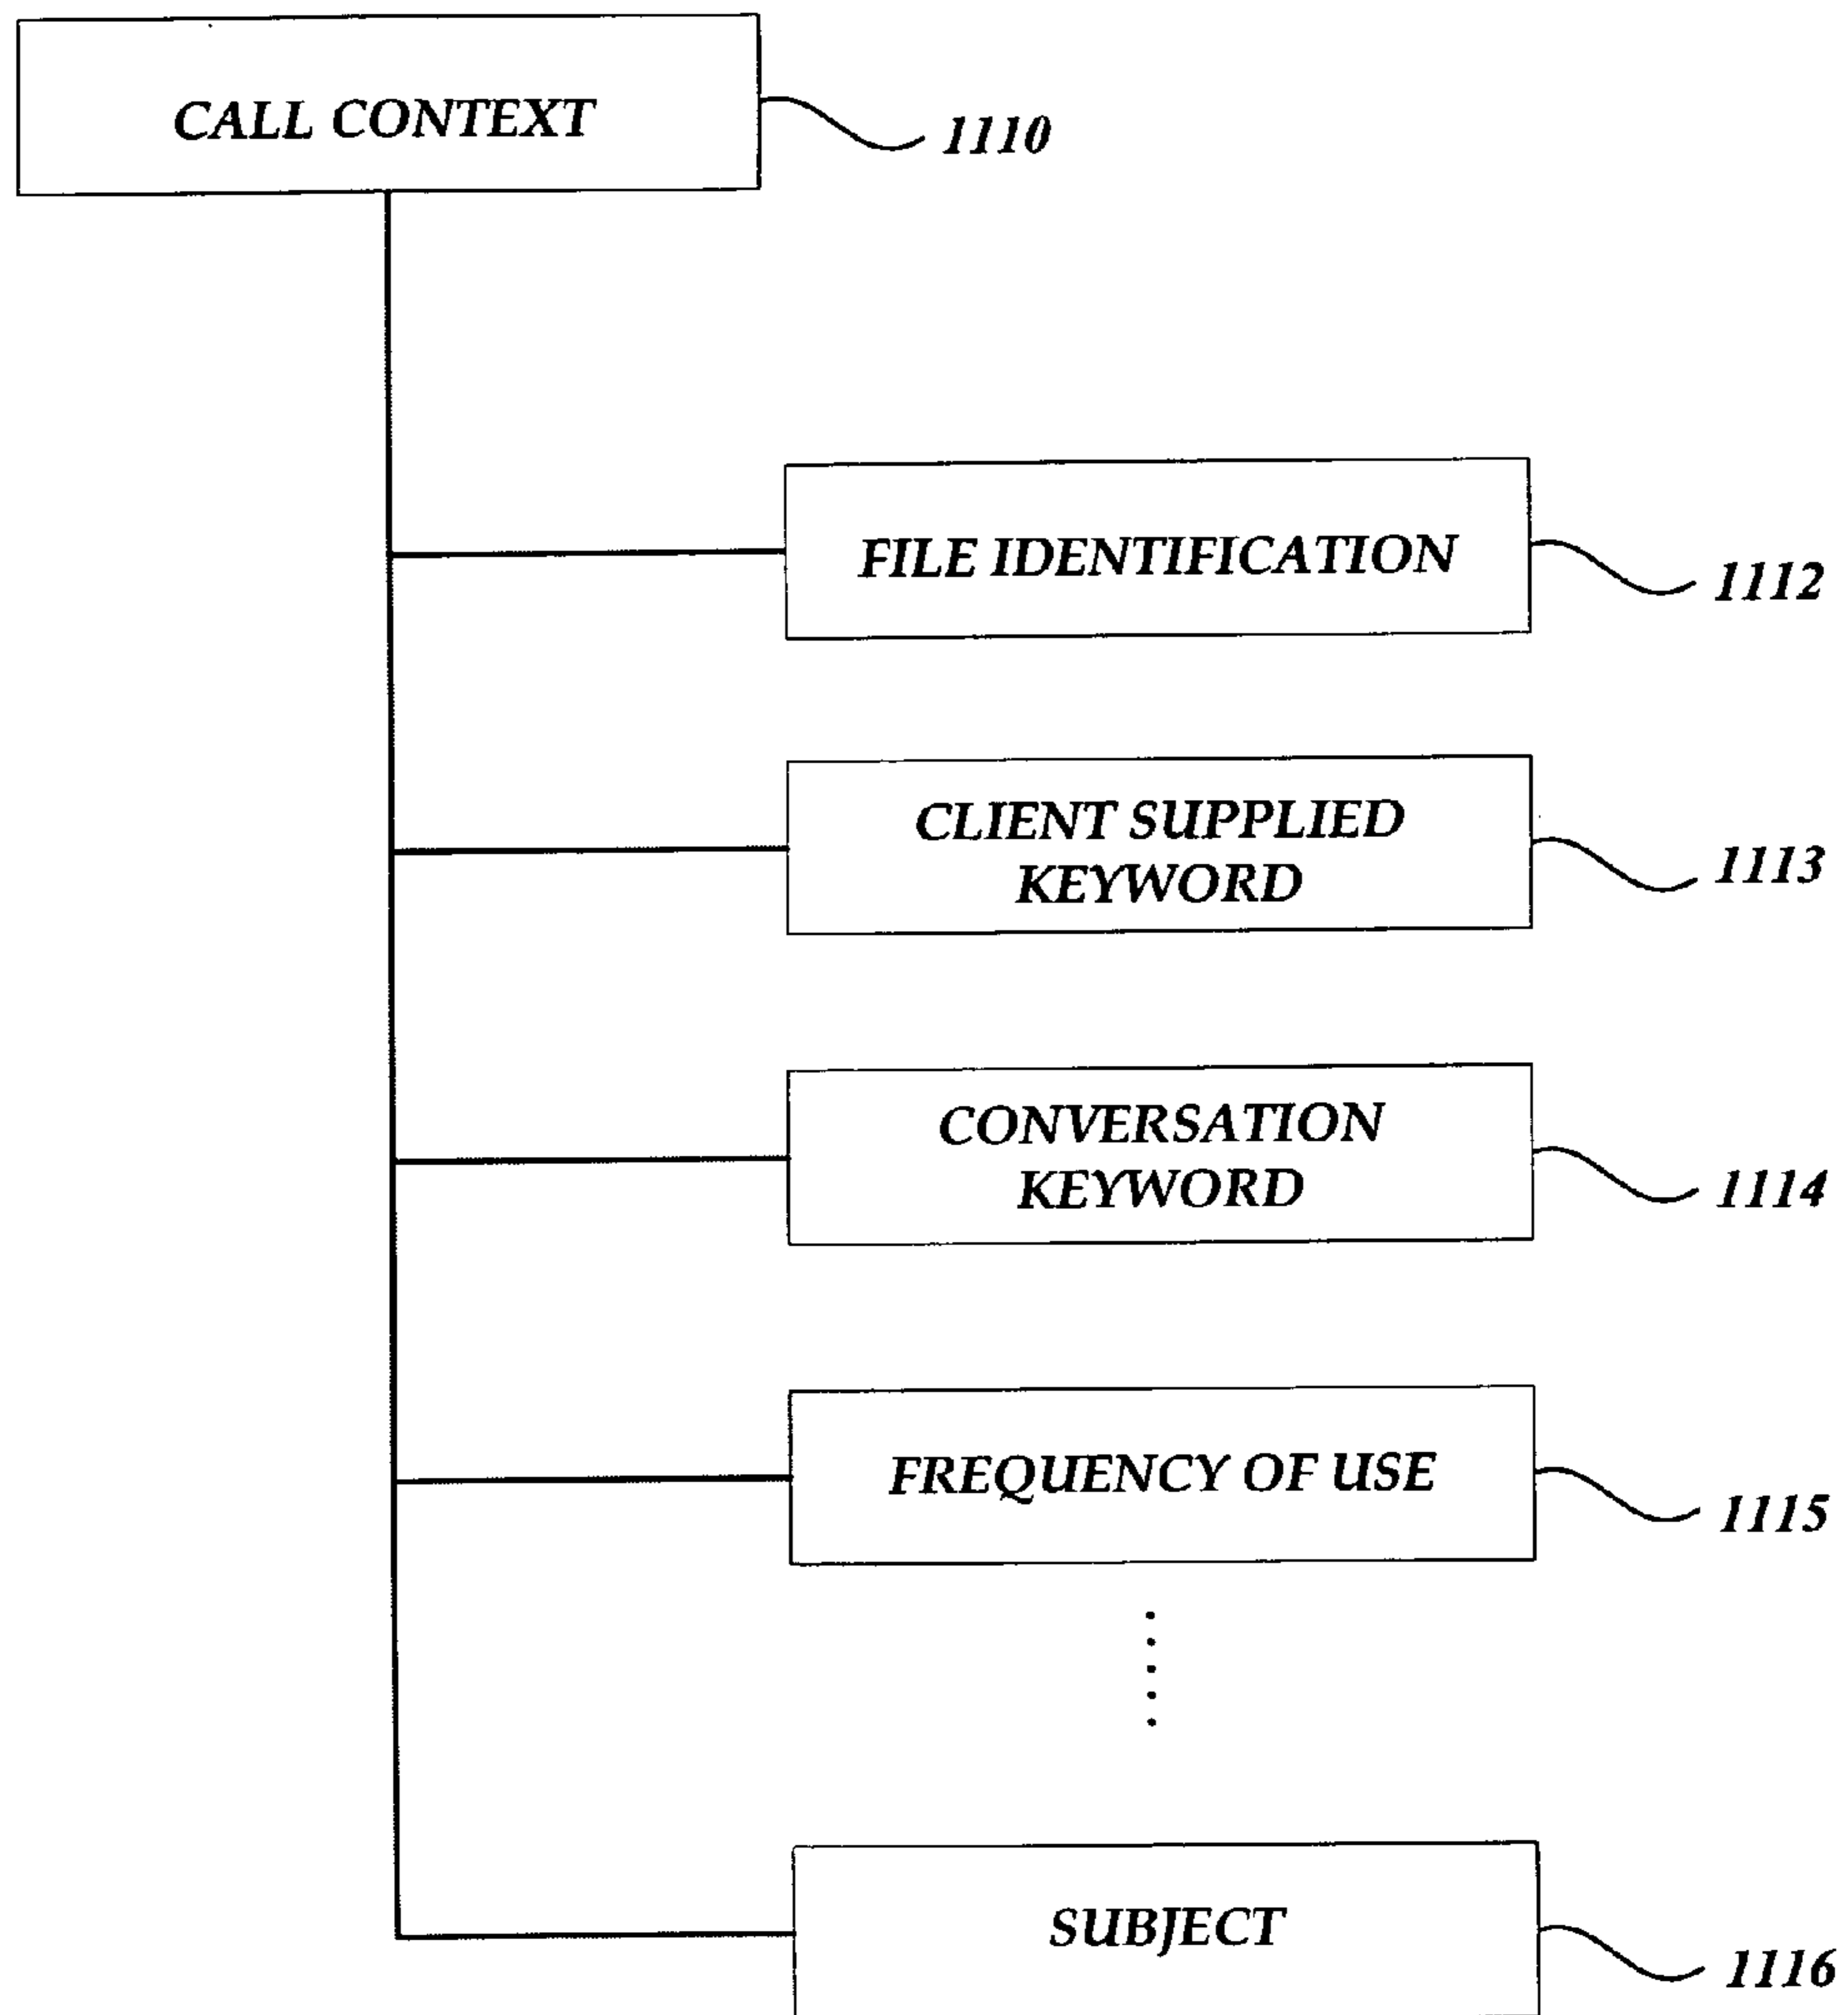 CALL CONTEXT
1110
FILE IDENTIFICATION
1112
CLIENT SUPPLIED
KEYWORD
1113
CONVERSATION
KEYWORD
1114
FREQUENCY OF USE
1115
SUBJECT
1116